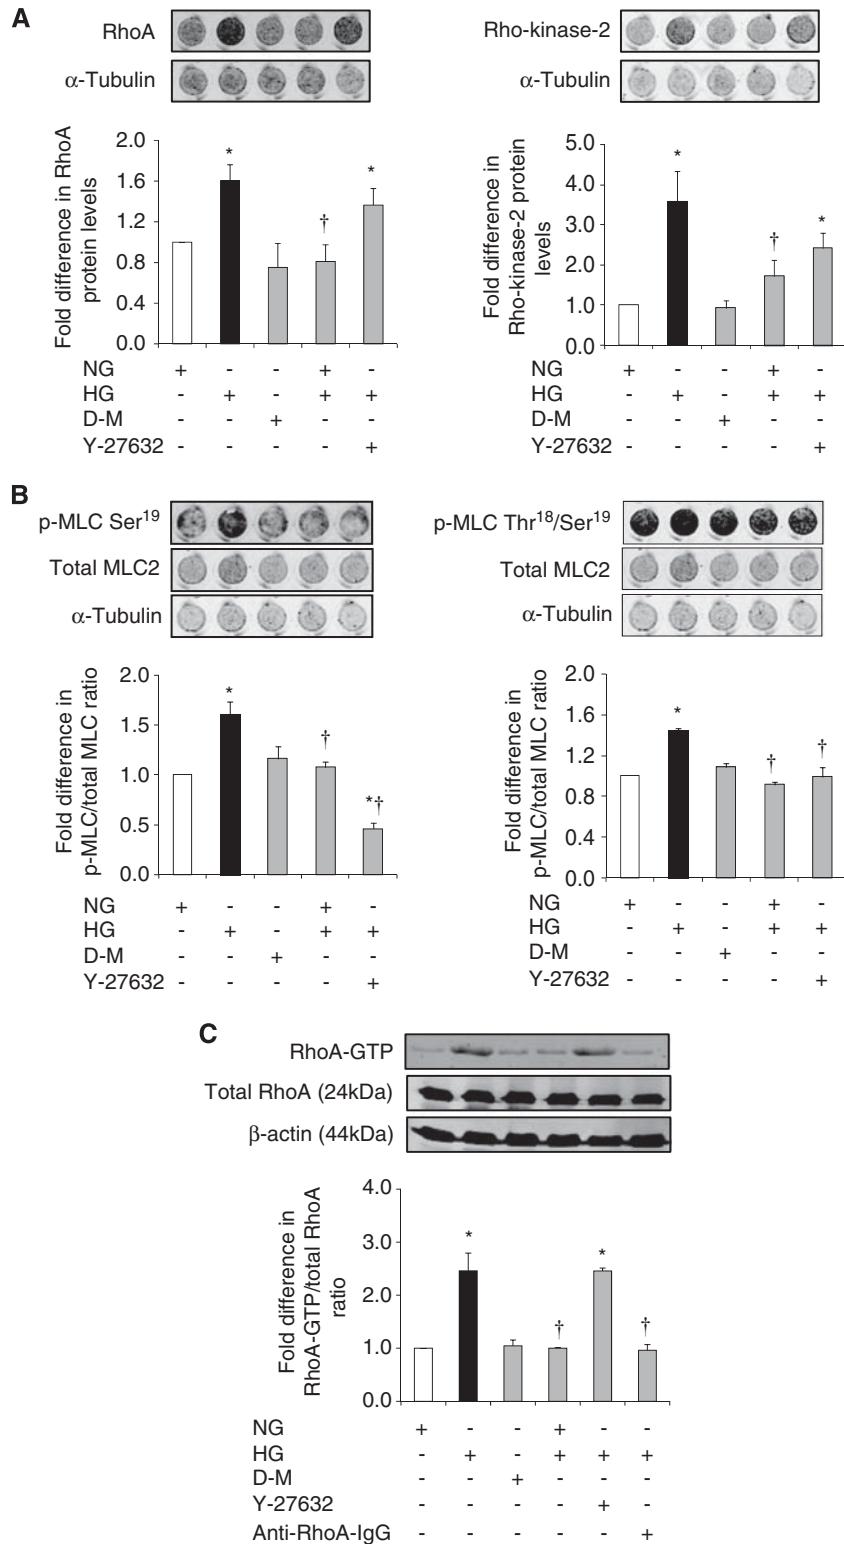 A
RhoA
α-Tubulin
Fold difference in RhoA
protein levels
2.0
1.6
1.2
0.8
0.4
0.0
*
†
*
NG + - - + -
HG - + - + +
D-M - - + - -
Y-27632 - - - - +
Rho-kinase-2
α-Tubulin
Fold difference in
Rho-kinase-2 protein
levels
5.0
4.0
3.0
2.0
1.0
0.0
*
†
*
NG + - - + -
HG - + - + +
D-M - - + - -
Y-27632 - - - - +
B
p-MLC Ser19
Total MLC2
α-Tubulin
Fold difference in
p-MLC/total MLC ratio
2.0
1.5
1.0
0.5
0.0
*
†
*†
NG + - - + -
HG - + - + +
D-M - - + - -
Y-27632 - - - - +
p-MLC Thr18/Ser19
Total MLC2
α-Tubulin
Fold difference in
p-MLC/total MLC ratio
2.0
1.6
1.2
0.8
0.4
0.0
*
†
†
NG + - - + -
HG - + - + +
D-M - - + - -
Y-27632 - - - - +
C
RhoA-GTP
Total RhoA (24kDa)
β-actin (44kDa)
Fold difference in
RhoA-GTP/total RhoA
ratio
4.0
3.0
2.0
1.0
0.0
*
†
*
†
NG + - - + - -
HG - + - + + +
D-M - - + - - -
Y-27632 - - - - + -
Anti-RhoA-IgG - - - - - +